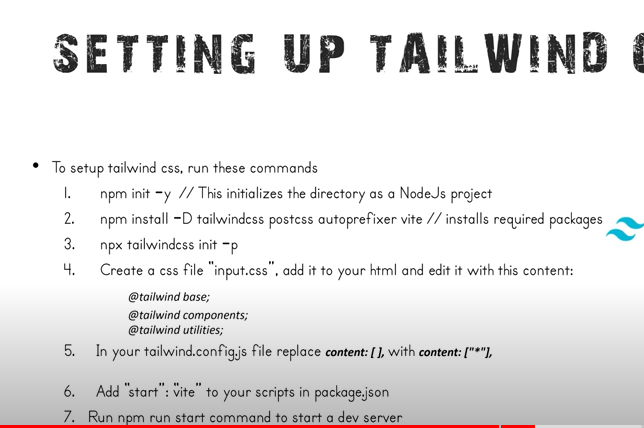 SETTING UP TAILWIND
• To setup tailwind css, run these commands
1. npm init -y // This initializes the directory as a NodeJs project
2. npm install -D tailwindcss postcss autoprefixer vite // installs required packages
3. npx tailwindcss init -p
4. Create a css file "input.css", add it to your html and edit it with this content:
@tailwind base;
@tailwind components;
@tailwind utilities;
5. In your tailwind.config.js file replace content: [ ], with content: ["*"],
6. Add "start": "vite" to your scripts in package.json
7. Run npm run start command to start a dev server